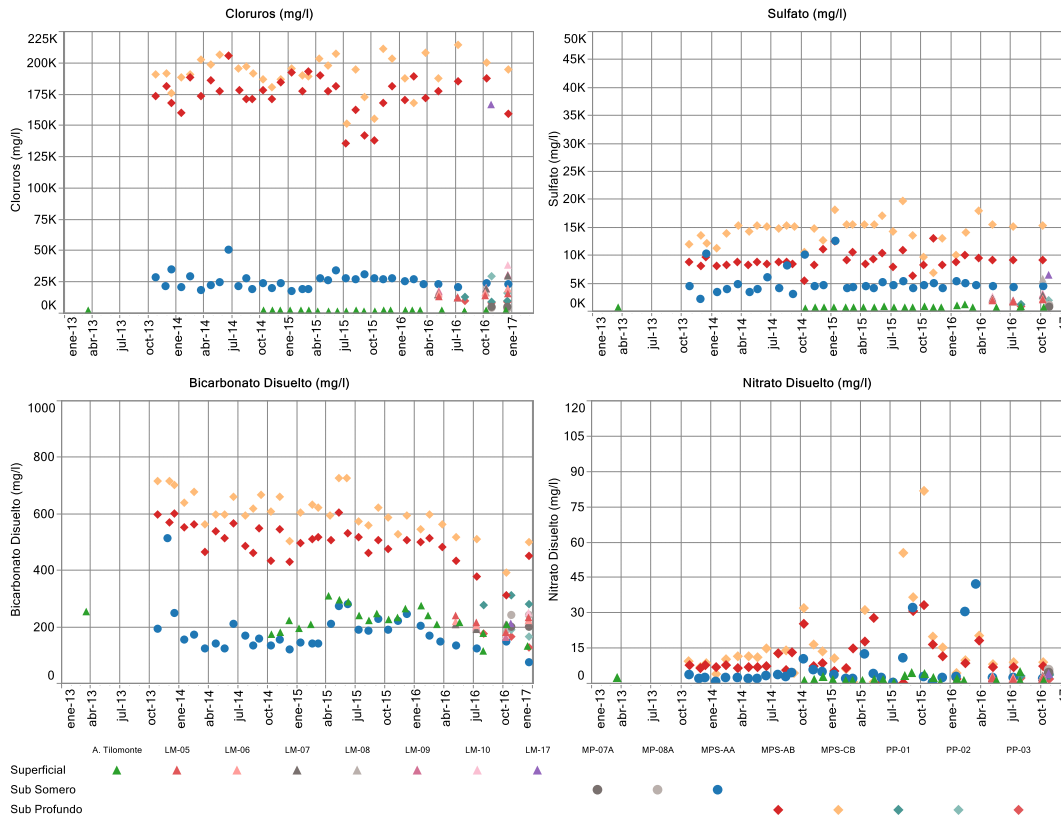 Cloruros (mg/l)
Cloruros (mg/l)
225K
200K
175K
150K
125K
100K
75K
50K
25K
0K
ene-13 abr-13 jul-13 oct-13 ene-14 abr-14 jul-14 oct-14 ene-15 abr-15 jul-15 oct-15 ene-16 abr-16 jul-16 oct-16 ene-17
Sulfato (mg/l)
Sulfato (mg/l)
50K
45K
40K
35K
30K
25K
20K
15K
10K
5K
0K
ene-13 abr-13 jul-13 oct-13 ene-14 abr-14 jul-14 oct-14 ene-15 abr-15 jul-15 oct-15 ene-16 abr-16 jul-16 oct-16
Bicarbonato Disuelto (mg/l)
Bicarbonato Disuelto (mg/l)
1000
800
600
400
200
0
ene-13 abr-13 jul-13 oct-13 ene-14 abr-14 jul-14 oct-14 ene-15 abr-15 jul-15 oct-15 ene-16 abr-16 jul-16 oct-16 ene-17
Nitrato Disuelto (mg/l)
Nitrato Disuelto (mg/l)
120
105
90
75
60
45
30
15
0
ene-13 abr-13 jul-13 oct-13 ene-14 abr-14 jul-14 oct-14 ene-15 abr-15 jul-15 oct-15 ene-16 abr-16 jul-16 oct-16
A. Tilomonte LM-05 LM-06 LM-07 LM-08 LM-09 LM-10 LM-17 MP-07A MP-08A MPS-AA MPS-AB MPS-CB PP-01 PP-02 PP-03
Superficial
Sub Somero
Sub Profundo